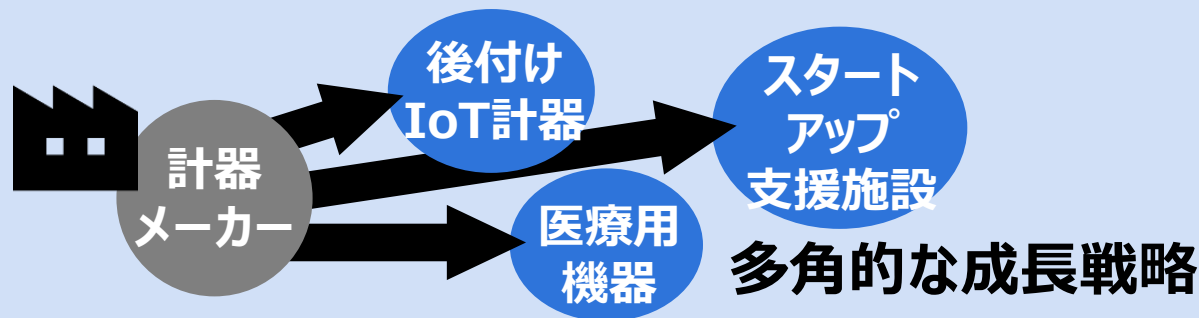 計器
メーカー
後付け
IoT計器
医療用
機器
スタート
アップ
支援施設
多角的な成長戦略